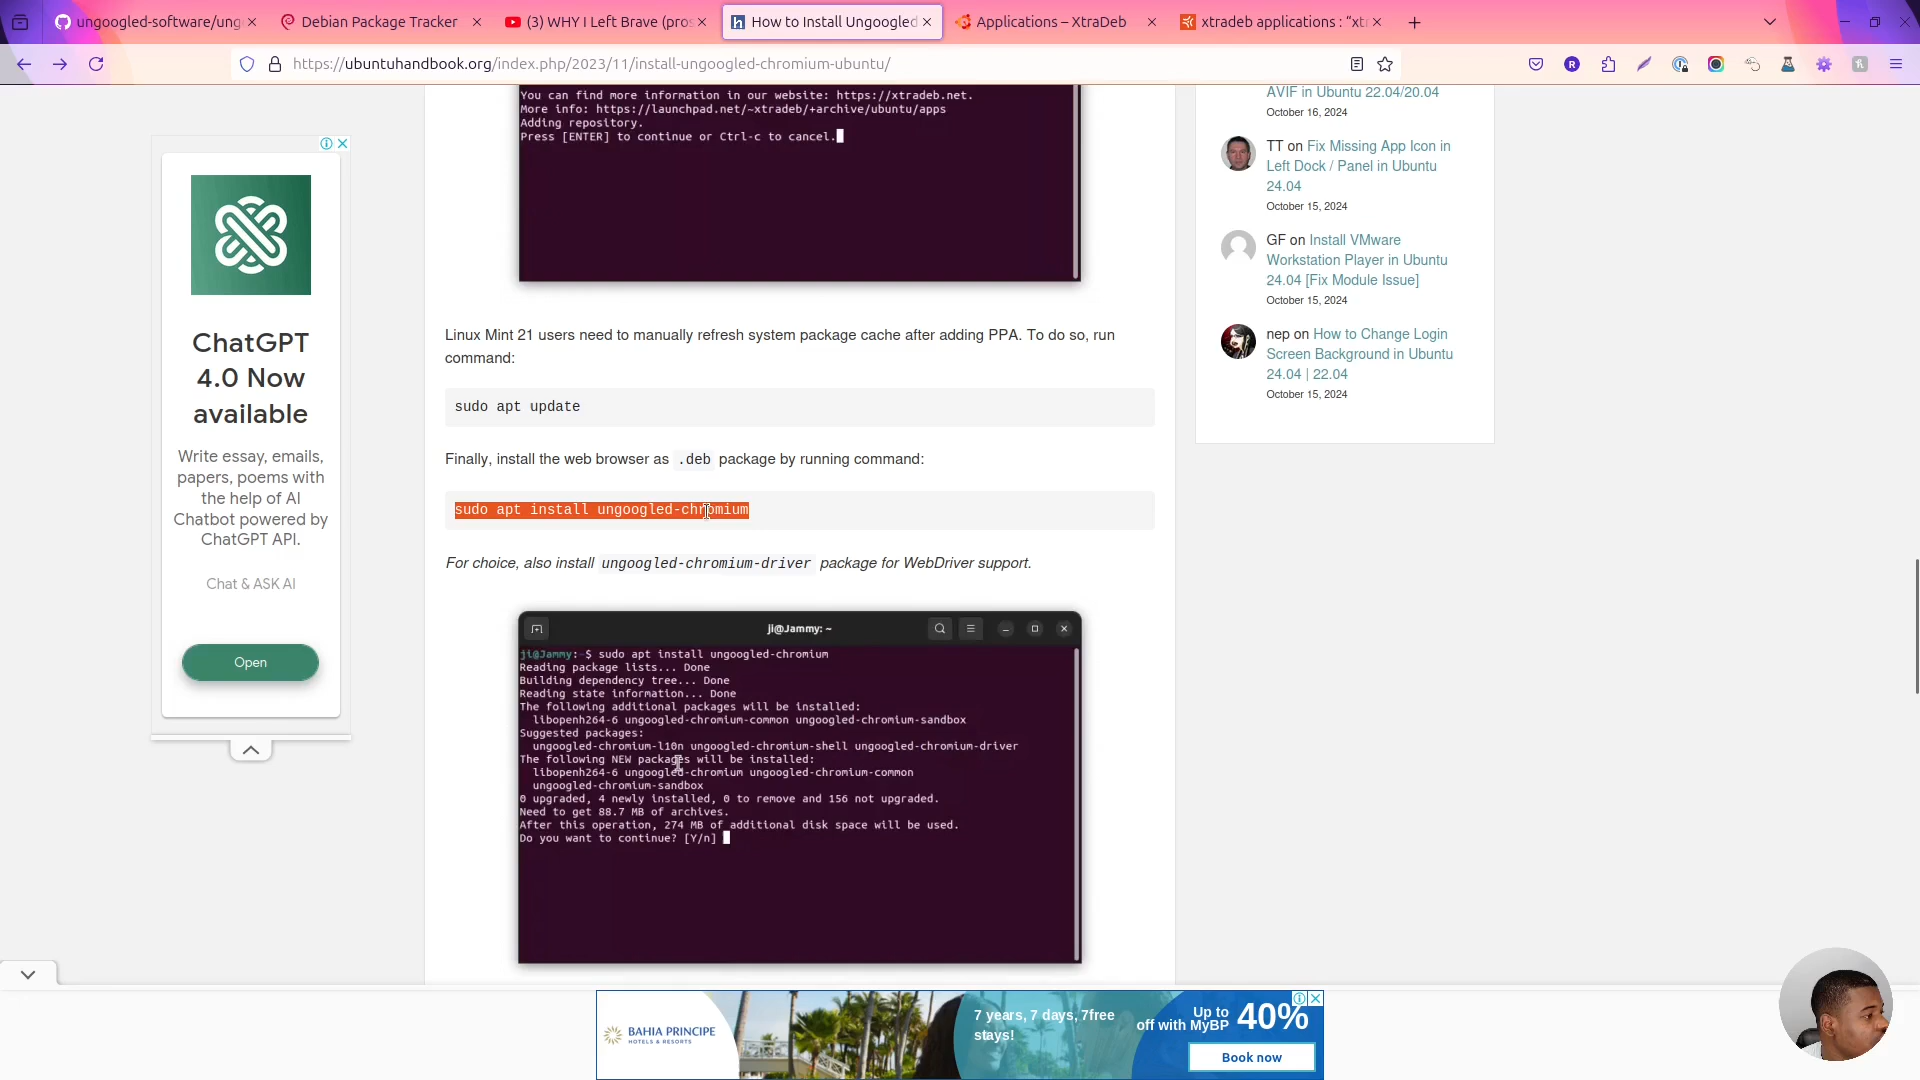 ungoogled-software/ung
Debian Package Tracker
(3) WHY I Left Brave (pros
How to Install Ungoogled
Applications – XtraDeb
xtradeb applications : “xtr
https://ubuntuhandbook.org/index.php/2023/11/install-ungoogled-chromium-ubuntu/
You can find more information in our website: https://xtradeb.net.
More info: https://launchpad.net/~xtradeb/+archive/ubuntu/apps
Adding repository.
Press [ENTER] to continue or Ctrl-c to cancel.
Linux Mint 21 users need to manually refresh system package cache after adding PPA. To do so, run
command:
sudo apt update
Finally, install the web browser as .deb package by running command:
sudo apt install ungoogled-chromium
For choice, also install ungoogled-chromium-driver package for WebDriver support.
ji@Jammy: ~
ji@Jammy:~$ sudo apt install ungoogled-chromium
Reading package lists... Done
Building dependency tree... Done
Reading state information... Done
The following additional packages will be installed:
libopenh264-6 ungoogled-chromium-common ungoogled-chromium-sandbox
Suggested packages:
ungoogled-chromium-l10n ungoogled-chromium-shell ungoogled-chromium-driver
The following NEW packages will be installed:
libopenh264-6 ungoogled-chromium ungoogled-chromium-common
ungoogled-chromium-sandbox
0 upgraded, 4 newly installed, 0 to remove and 156 not upgraded.
Need to get 88.7 MB of archives.
After this operation, 274 MB of additional disk space will be used.
Do you want to continue? [Y/n]
AVIF in Ubuntu 22.04/20.04
October 16, 2024
TT on Fix Missing App Icon in
Left Dock / Panel in Ubuntu
24.04
October 15, 2024
GF on Install VMware
Workstation Player in Ubuntu
24.04 [Fix Module Issue]
October 15, 2024
nep on How to Change Login
Screen Background in Ubuntu
24.04 | 22.04
October 15, 2024
ChatGPT
4.0 Now
available
Write essay, emails,
papers, poems with
the help of AI
Chatbot powered by
ChatGPT API.
Chat & ASK AI
Open
BAHIA PRINCIPE
HOTELS & RESORTS
7 years, 7 days, 7free
stays!
Up to
off with MyBP
40%
Book now